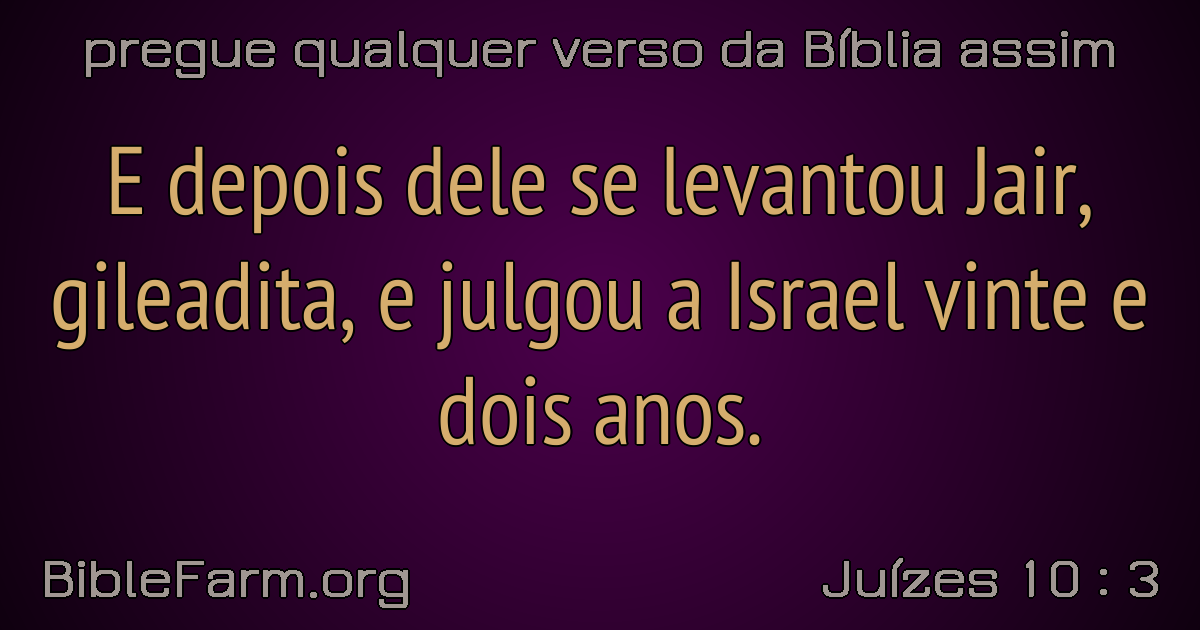 pregue qualquer verso da Bíblia assim
E depois dele se levantou Jair,
gileadita, e julgou a Israel vinte e
dois anos.
BibleFarm.org
Juízes 10 : 3